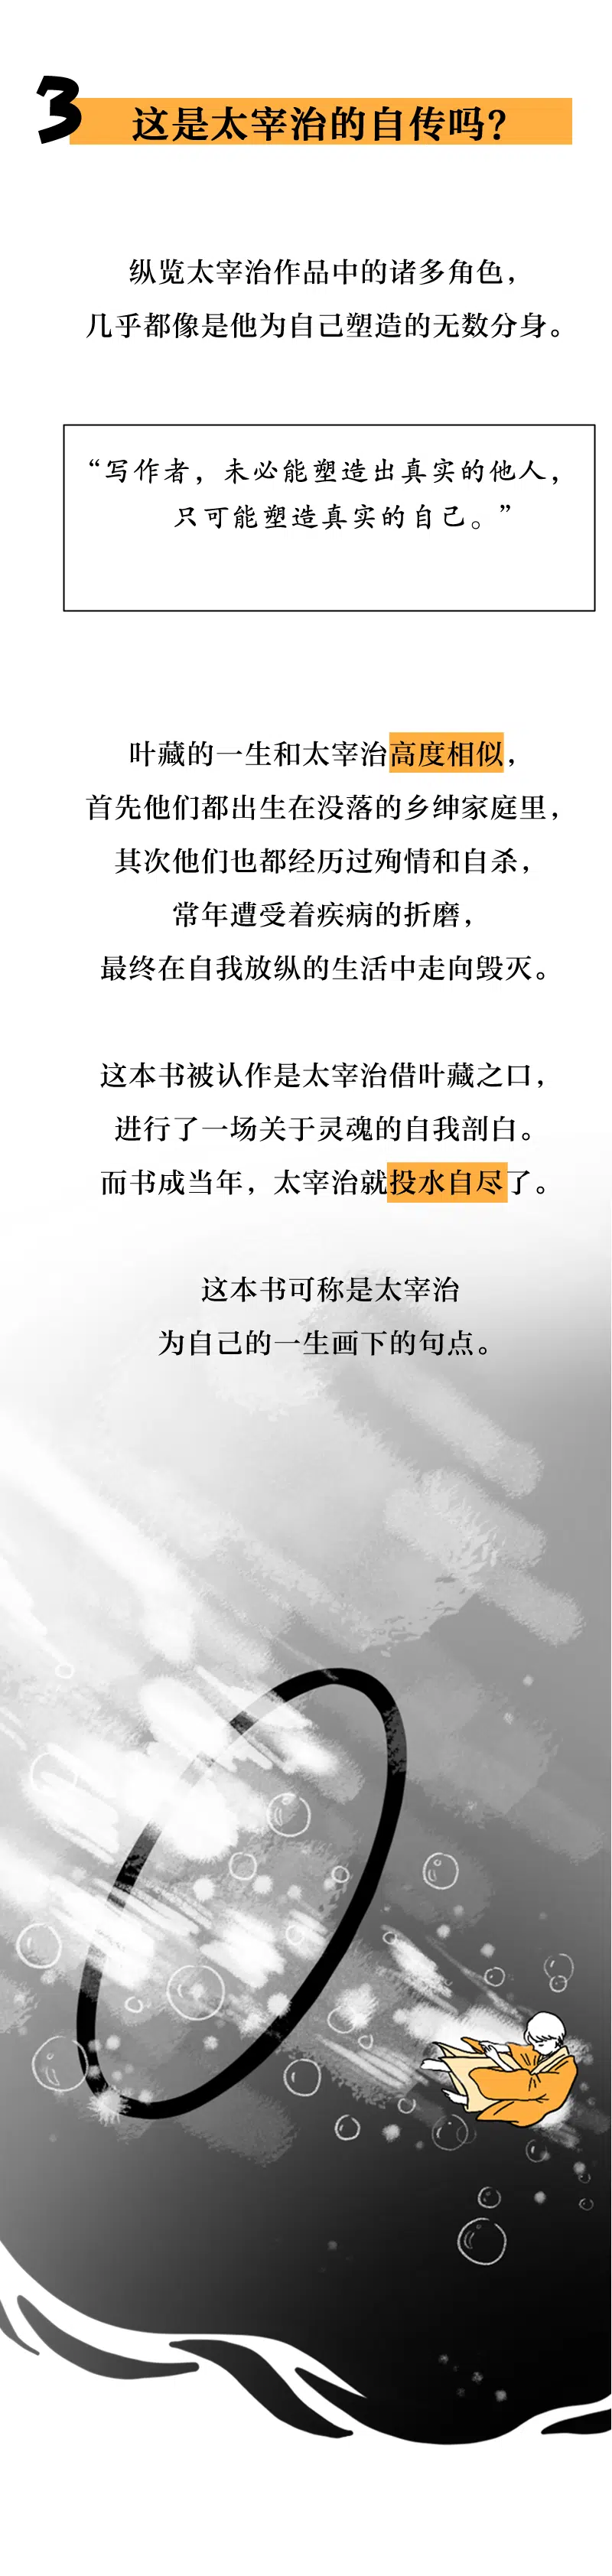 3
这是太宰治的自传吗？
纵览太宰治作品中的诸多角色，
几乎都像是他为自己塑造的无数分身。
“写作者，未必能塑造出真实的他人，
只可能塑造真实的自己。”
叶藏的一生和太宰治高度相似，
首先他们都出生在没落的乡绅家庭里，
其次他们也都经历过殉情和自杀，
常年遭受着疾病的折磨，
最终在自我放纵的生活中走向毁灭。
这本书被认作是太宰治借叶藏之口，
进行了一场关于灵魂的自我剖白。
而书成当年，太宰治就投水自尽了。
这本书可称是太宰治
为自己的一生画下的句点。